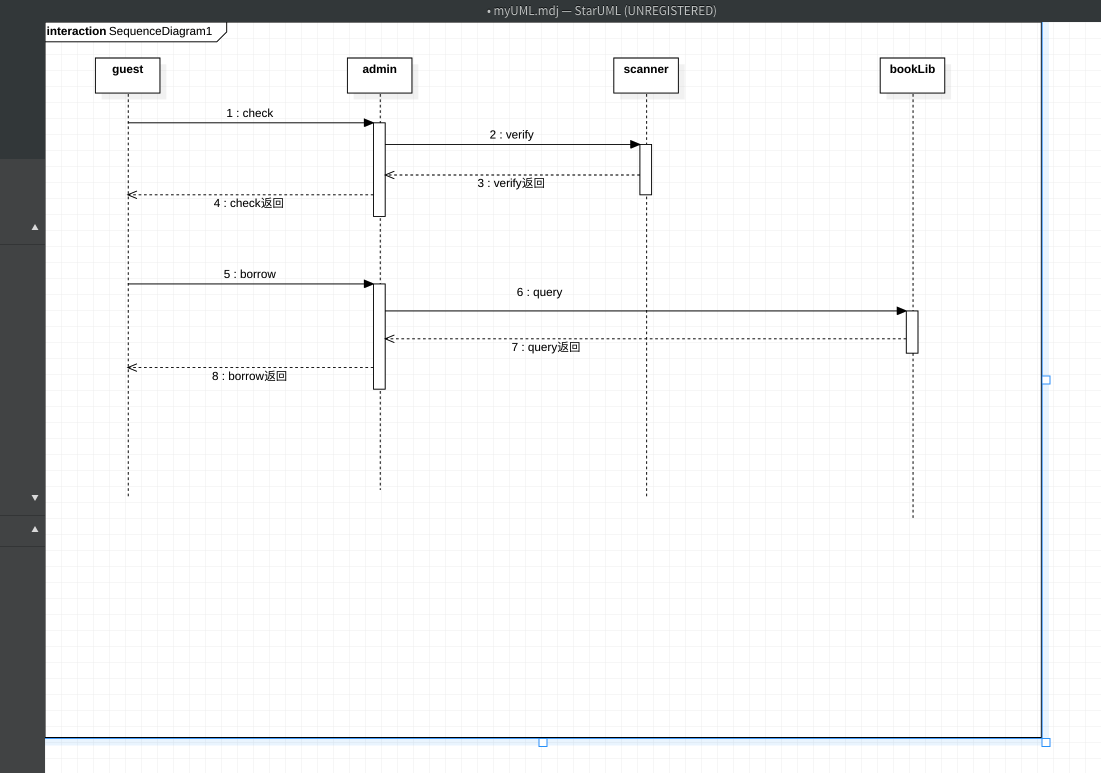 • myUML.mdj — StarUML (UNREGISTERED)
interaction SequenceDiagram1
guest
admin
scanner
bookLib
1 : check
2 : verify
3 : verify返回
4 : check返回
5 : borrow
6 : query
7 : query返回
8 : borrow返回